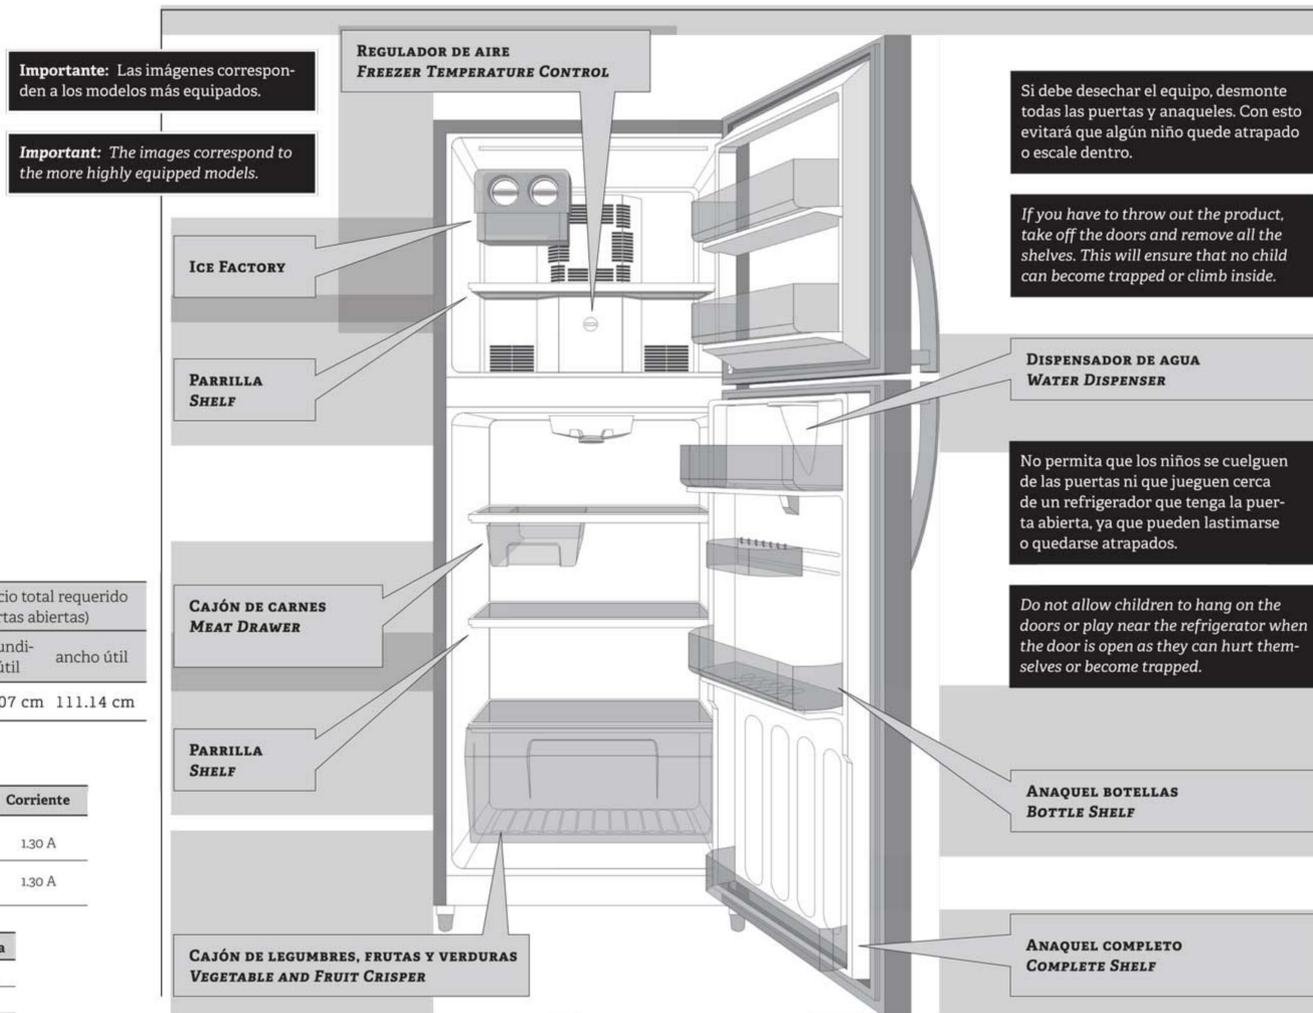 Importante: Las imágenes correspon-
den a los modelos más equipados.
Important: The images correspond to
the more highly equipped models.
REGULADOR DE AIRE
FREEZER TEMPERATURE CONTROL
ICE FACTORY
PARRILLA
SHELF
CAJÓN DE CARNES
MEAT DRAWER
PARRILLA
SHELF
CAJÓN DE LEGUMBRES, FRUTAS Y VERDURAS
VEGETABLE AND FRUIT CRISPER
Si debe desechar el equipo, desmonte
todas las puertas y anaqueles. Con esto
evitará que algún niño quede atrapado
o escale dentro.
If you have to throw out the product,
take off the doors and remove all the
shelves. This will ensure that no child
can become trapped or climb inside.
DISPENSADOR DE AGUA
WATER DISPENSER
No permita que los niños se cuelguen
de las puertas ni que jueguen cerca
de un refrigerador que tenga la puer-
ta abierta, ya que pueden lastimarse
o quedarse atrapados.
Do not allow children to hang on the
doors or play near the refrigerator when
the door is open as they can hurt them-
selves or become trapped.
ANAQUEL BOTELLAS
BOTTLE SHELF
ANAQUEL COMPLETO
COMPLETE SHELF
cio total requerido
rtas abiertas)
undi-
útil
ancho útil
07 cm 111.14 cm
Corriente
1.30 A
1.30 A
a